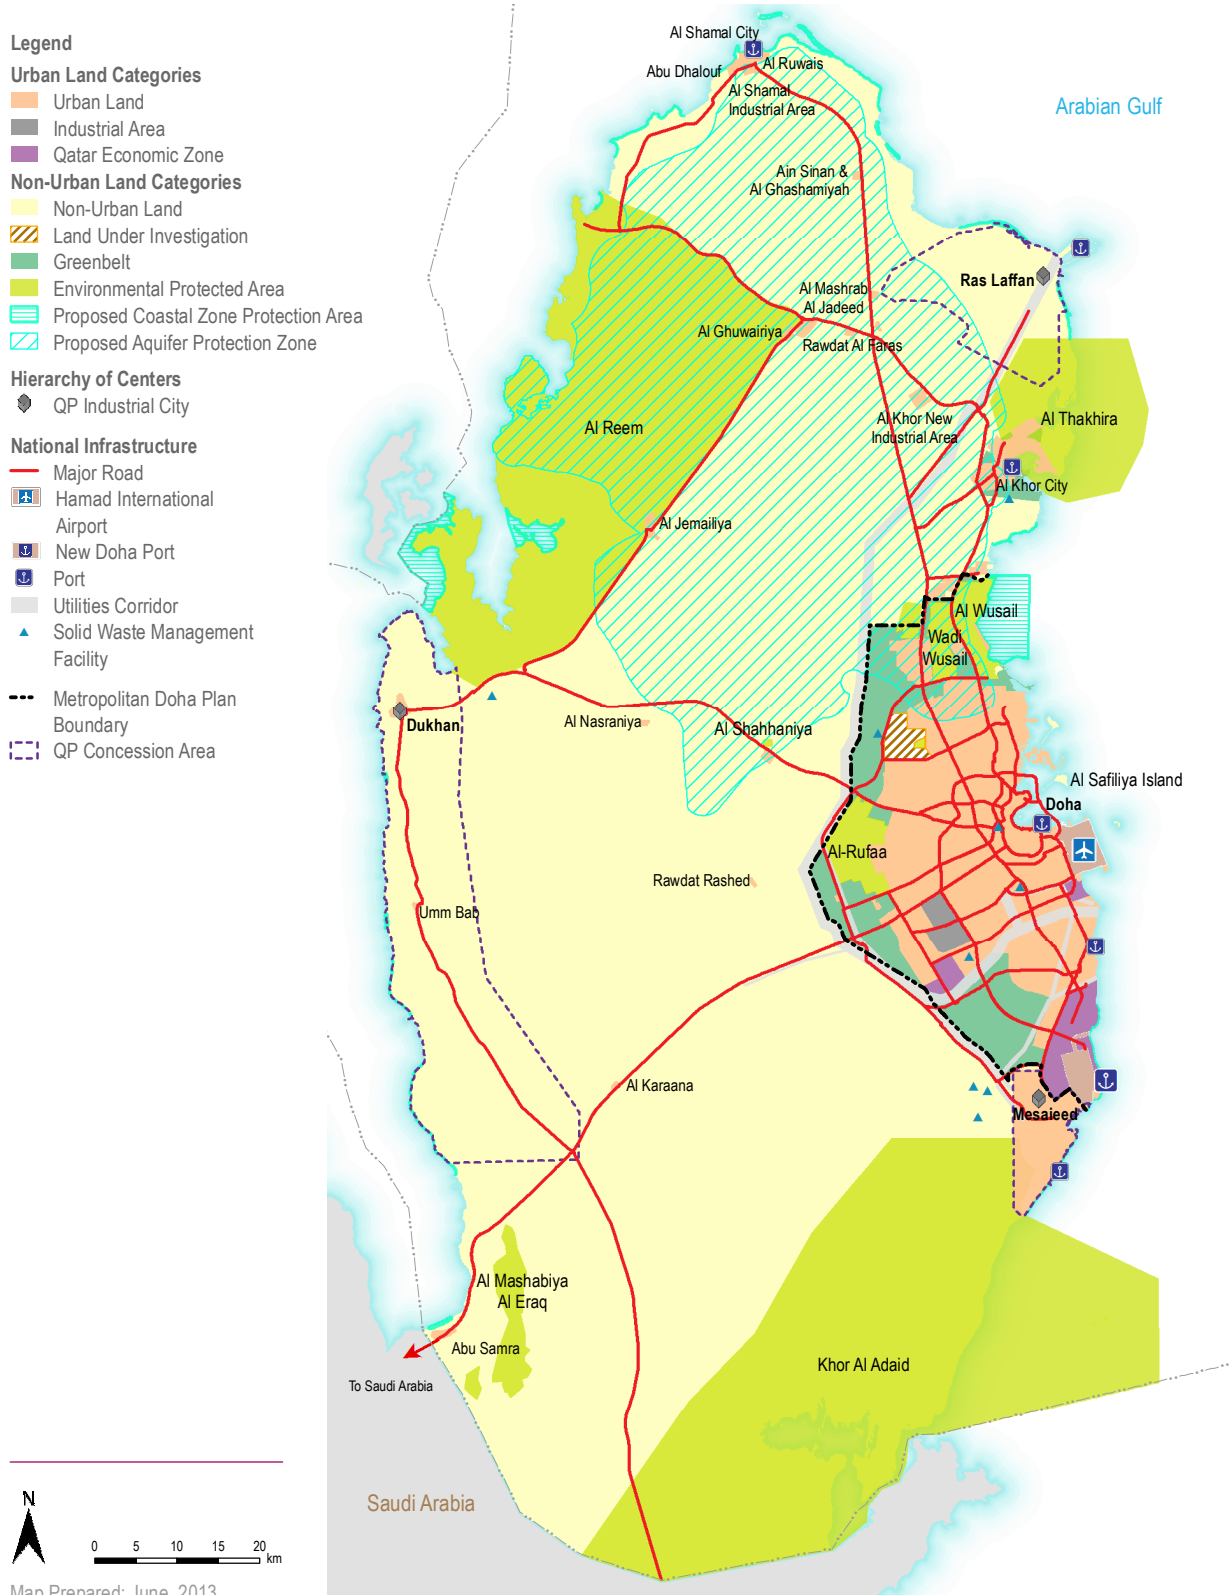 Legend
Urban Land Categories
Urban Land
Industrial Area
Qatar Economic Zone
Non-Urban Land Categories
Non-Urban Land
Land Under Investigation
Greenbelt
Environmental Protected Area
Proposed Coastal Zone Protection Area
Proposed Aquifer Protection Zone
Hierarchy of Centers
QP Industrial City
National Infrastructure
Major Road
Hamad International
Airport
New Doha Port
Port
Utilities Corridor
Solid Waste Management
Facility
Metropolitan Doha Plan
Boundary
QP Concession Area
N
0 5 10 15 20
km
Map Prepared: June, 2013
Al Shamal City
Abu Dhalouf
Al Ruwais
Al Shamal
Industrial Area
Arabian Gulf
Ain Sinan &
Al Ghashamiyah
Ras Laffan
Al Mashrab
Al Jadeed
Al Ghuwairiya
Rawdat Al Faras
Al Reem
Al Khor New
Industrial Area
Al Thakhira
Al Khor City
Al Jemailiya
Al Wusail
Wadi
Wusail
Dukhan
Al Nasraniya
Al Shahhaniya
Al Safiliya Island
Doha
Al-Rufaa
Rawdat Rashed
Umm Bab
Al Karaana
Mesaieed
Al Mashabiya
Al Eraq
Abu Samra
To Saudi Arabia
Khor Al Adaid
Saudi Arabia